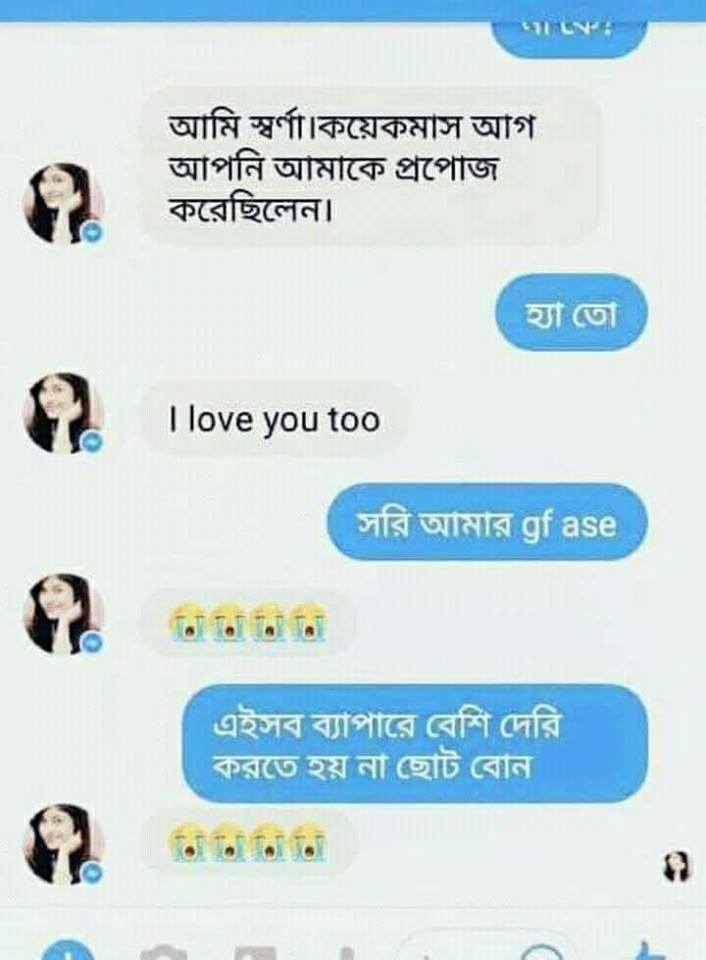 আমি স্বর্ণা।কয়েকমাস আগ
আপনি আমাকে প্রপোজ
করেছিলেন।
হ্যা তো
I love you too
সরি আমার gf ase
😭😭😭😭
এইসব ব্যাপারে বেশি দেরি
করতে হয় না ছোট বোন
😭😭😭😭